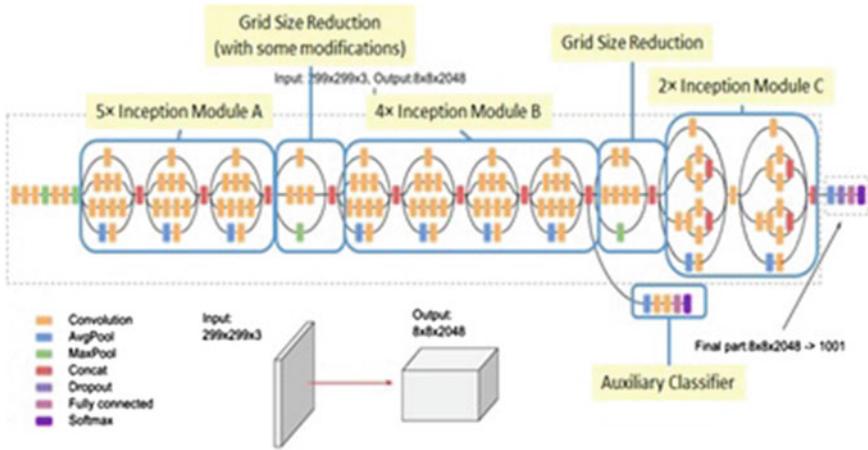 Grid Size Reduction
(with some modifications)
Grid Size Reduction
Input: 299x299x3, Output:8x8x2048
2× Inception Module C
5× Inception Module A
4× Inception Module B
Convolution
AvgPool
MaxPool
Concat
Dropout
Fully connected
Softmax
Input:
299x299x3
Output:
8x8x2048
Final part:8x8x2048 -> 1001
Auxiliary Classifier